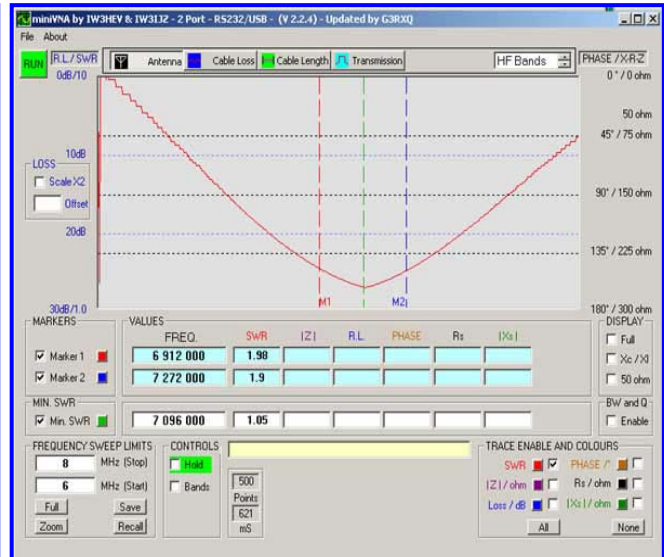 miniVNA by IW3HEV & IW3IJZ - 2 Port - RS232/USB - (V 2.2.4) - Updated by G3RXQ
File About
RUN R.L./SWR Antenna Cable Loss Cable Length Transmission HF Bands PHASE /X-R-Z
0dB/10 0 ° / 0 ohm
50 ohm
45° / 75 ohm
10dB
LOSS
Scale X2
Offset
90° / 150 ohm
20dB
135° / 225 ohm
30dB/1.0 M1 M2 180° / 300 ohm
MARKERS VALUES DISPLAY
FREQ. SWR |Z| R.L. PHASE Rs |Xs| Full
Marker 1 6 912 000 1.98 Xc / Xl
Marker 2 7 272 000 1.9 50 ohm
MIN. SWR BW and Q
Min. SWR 7 096 000 1.05 Enable
FREQUENCY SWEEP LIMITS CONTROLS TRACE ENABLE AND COLOURS
8 MHz (Stop) Hold SWR PHASE /°
6 MHz (Start) Bands 500 |Z| / ohm Rs / ohm
Points
Full Save 621 Loss / dB |Xs| / ohm
Zoom Recall mS All None